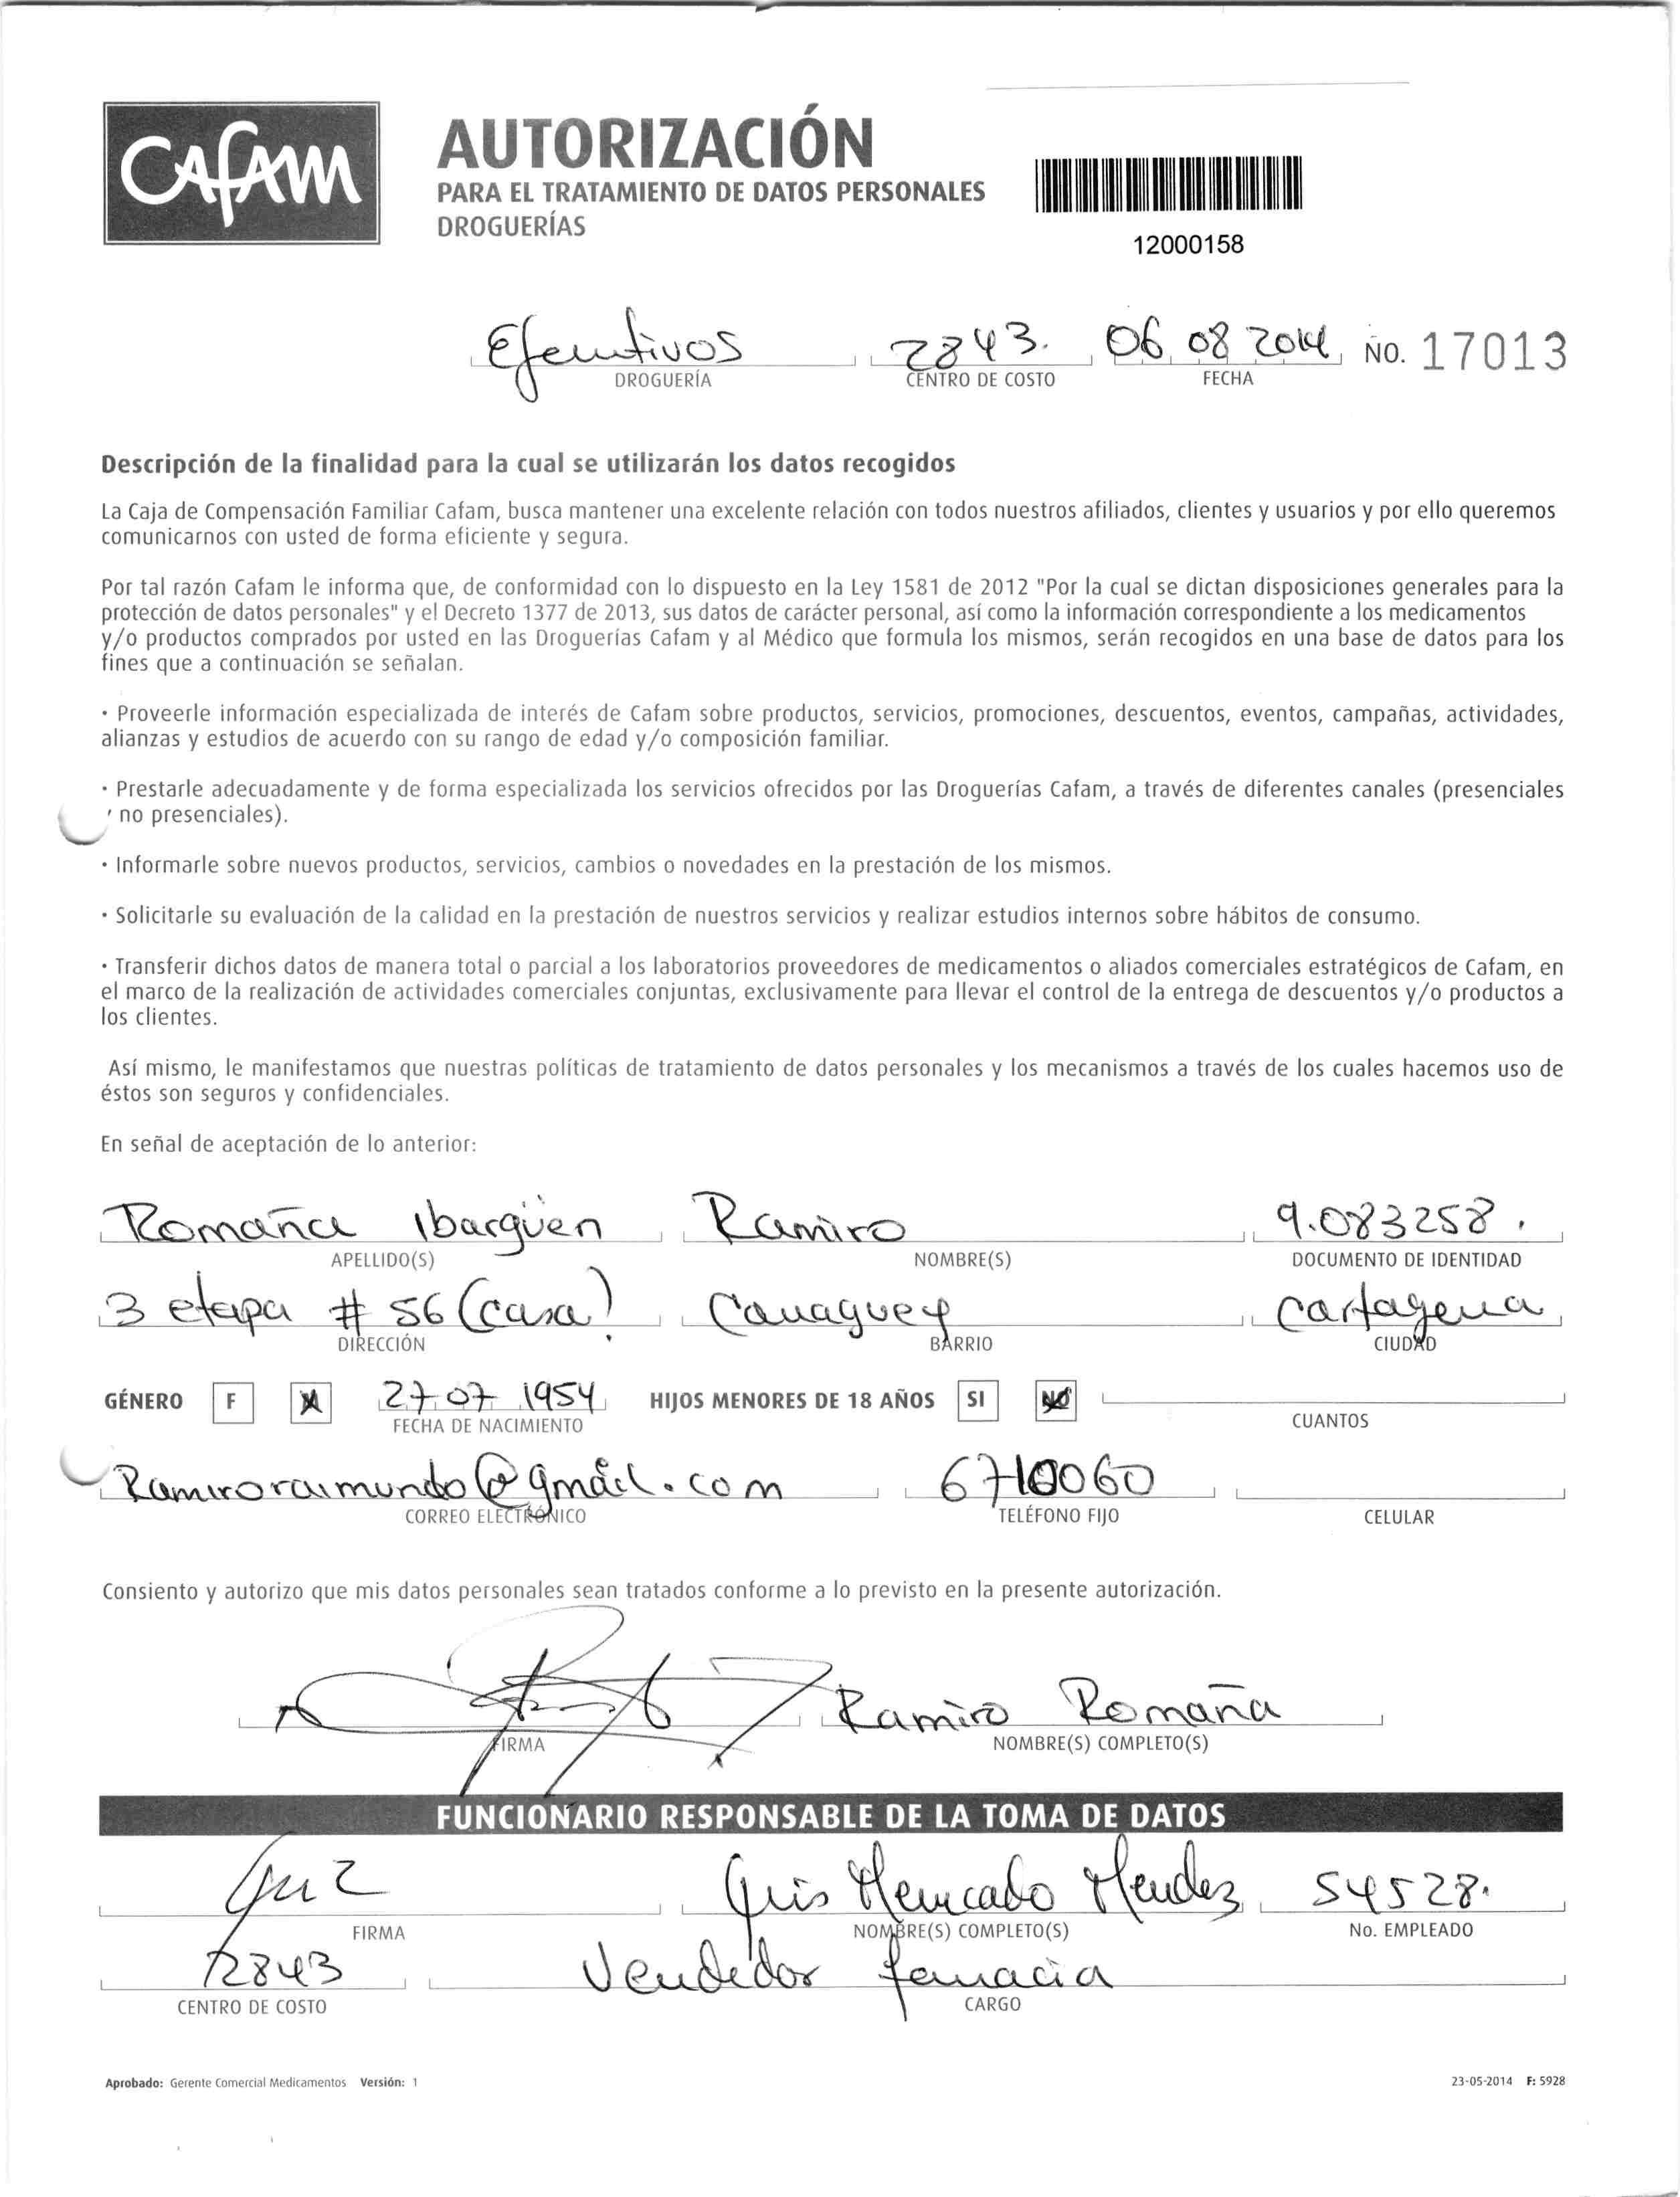 CAFAM
AUTORIZACIÓN
PARA EL TRATAMIENTO DE DATOS PERSONALES
DROGUERÍAS
12000158
Ejecutivos 2843. 06 08 2014 No. 17013
DROGUERÍA CENTRO DE COSTO FECHA
Descripción de la finalidad para la cual se utilizarán los datos recogidos
La Caja de Compensación Familiar Cafam, busca mantener una excelente relación con todos nuestros afiliados, clientes y usuarios y por ello queremos
comunicarnos con usted de forma eficiente y segura.
Por tal razón Cafam le informa que, de conformidad con lo dispuesto en la Ley 1581 de 2012 "Por la cual se dictan disposiciones generales para la
protección de datos personales" y el Decreto 1377 de 2013, sus datos de carácter personal, así como la información correspondiente a los medicamentos
y/o productos comprados por usted en las Droguerías Cafam y al Médico que formula los mismos, serán recogidos en una base de datos para los
fines que a continuación se señalan.
· Proveerle información especializada de interés de Cafam sobre productos, servicios, promociones, descuentos, eventos, campañas, actividades,
alianzas y estudios de acuerdo con su rango de edad y/o composición familiar.
· Prestarle adecuadamente y de forma especializada los servicios ofrecidos por las Droguerías Cafam, a través de diferentes canales (presenciales
no presenciales).
· Informarle sobre nuevos productos, servicios, cambios o novedades en la prestación de los mismos.
· Solicitarle su evaluación de la calidad en la prestación de nuestros servicios y realizar estudios internos sobre hábitos de consumo.
· Transferir dichos datos de manera total o parcial a los laboratorios proveedores de medicamentos o aliados comerciales estratégicos de Cafam, en
el marco de la realización de actividades comerciales conjuntas, exclusivamente para llevar el control de la entrega de descuentos y/o productos a
los clientes.
Así mismo, le manifestamos que nuestras políticas de tratamiento de datos personales y los mecanismos a través de los cuales hacemos uso de
éstos son seguros y confidenciales.
En señal de aceptación de lo anterior:
Romaña Ibargüen Ramiro 9.083258.
APELLIDO(S) NOMBRE(S) DOCUMENTO DE IDENTIDAD
3 etapa # 56 (casa) Camaguey Cartagena
DIRECCIÓN BARRIO CIUDAD
GÉNERO F M 27 07 1954 HIJOS MENORES DE 18 AÑOS SI NO
FECHA DE NACIMIENTO CUANTOS
Ramiroraimundo@gmail.com 6710060
CORREO ELECTRÓNICO TELÉFONO FIJO CELULAR
Consiento y autorizo que mis datos personales sean tratados conforme a lo previsto en la presente autorización.
Ramiro Romaña
FIRMA NOMBRE(S) COMPLETO(S)
FUNCIONARIO RESPONSABLE DE LA TOMA DE DATOS
Mercado Mendez 54528.
FIRMA NOMBRE(S) COMPLETO(S) No. EMPLEADO
2843 Vendedor farmacia
CENTRO DE COSTO CARGO
Aprobado: Gerente Comercial Medicamentos Versión: 1 23-05-2014 F: 5928